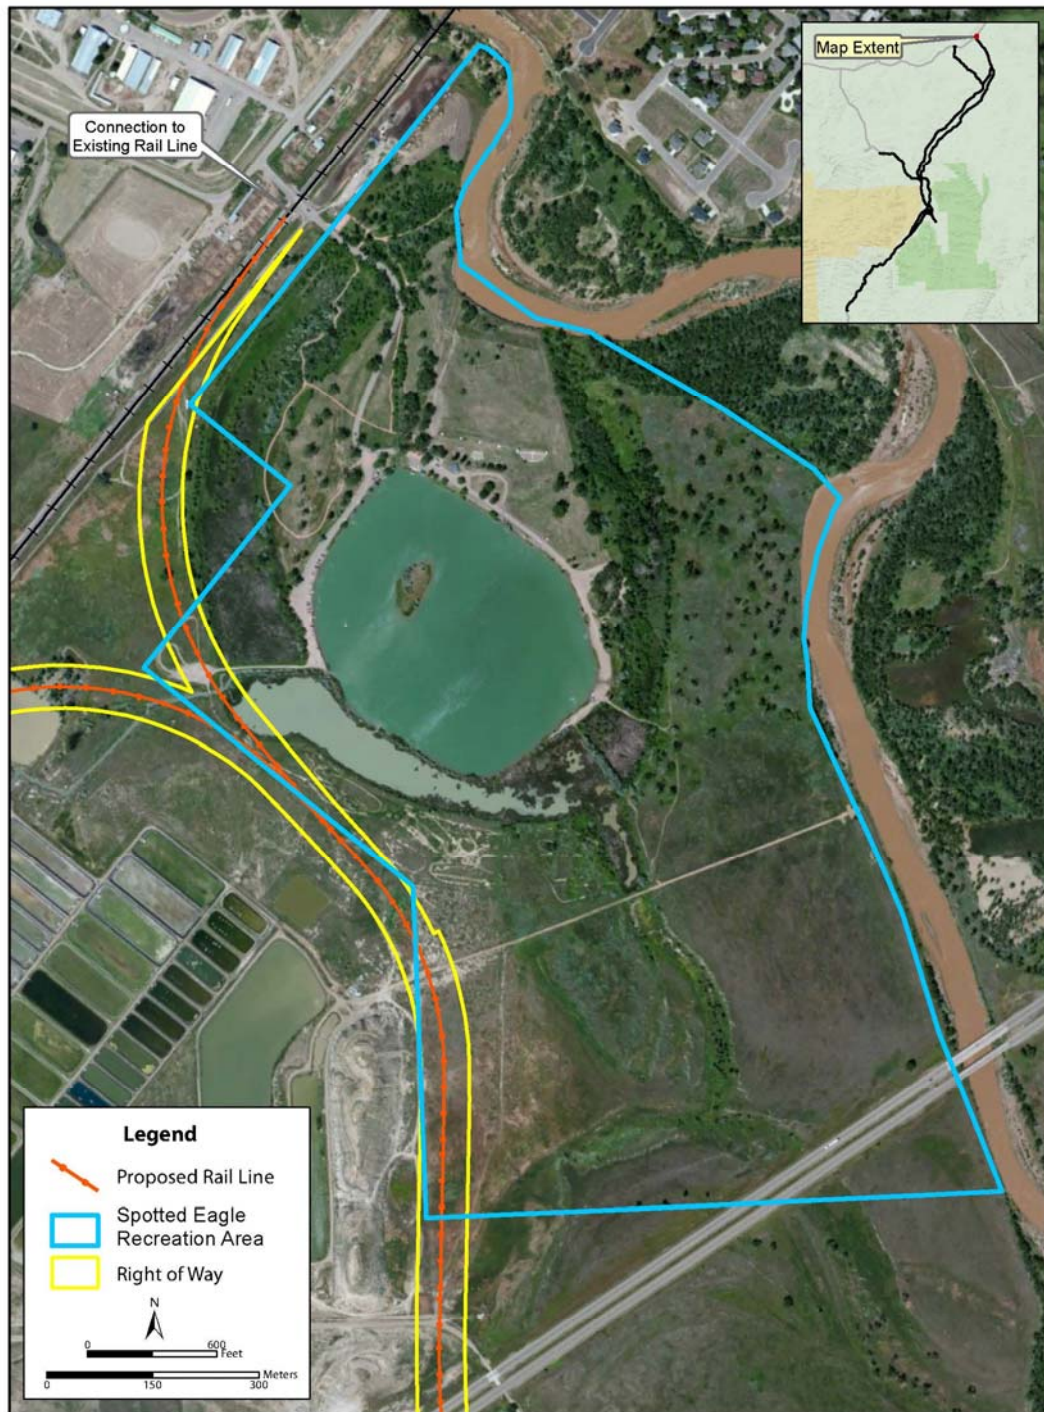 Map Extent
Connection to
Existing Rail Line
Legend
Proposed Rail Line
Spotted Eagle
Recreation Area
Right of Way
N
0 600
Feet
Meters
0 150 300